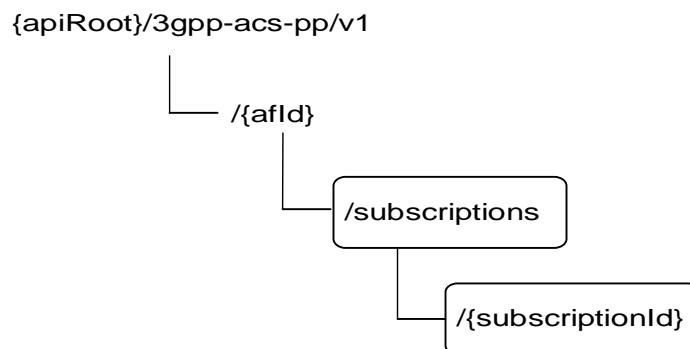 {apiRoot}/3gpp-acs-pp/v1
/{afId}
/subscriptions
/{subscriptionId}